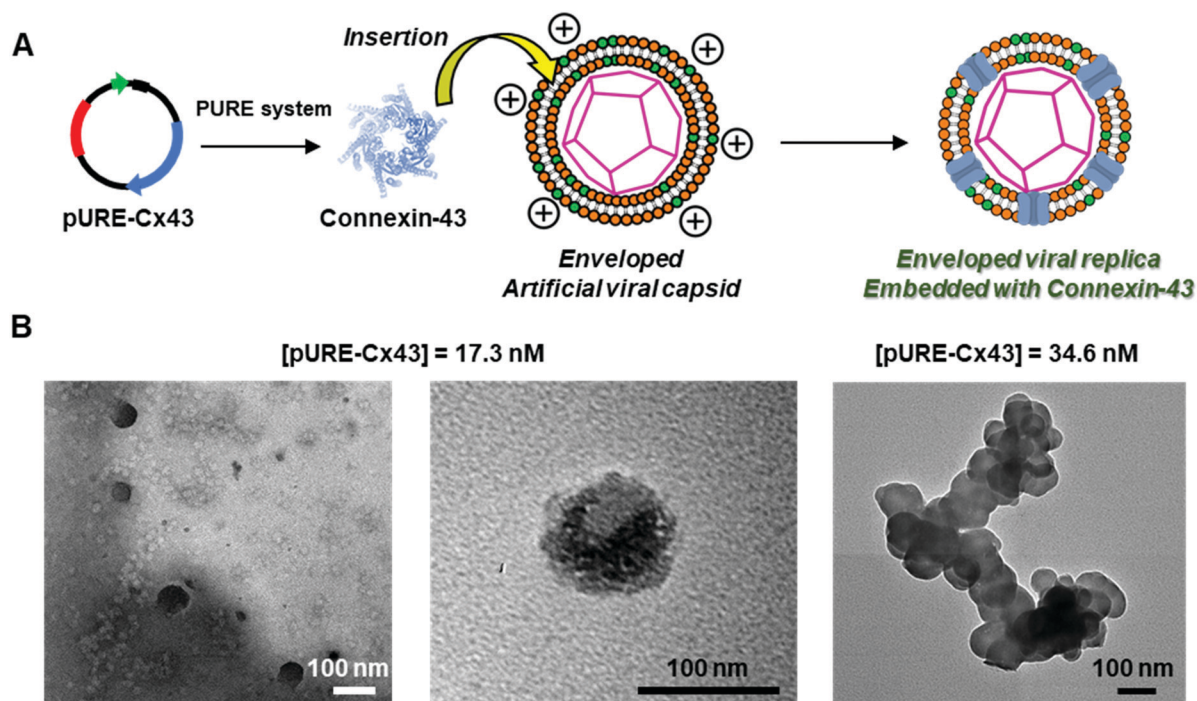 A
Insertion
PURE system
pURE-Cx43
Connexin-43
+
+
+
+
+
+
Enveloped
Artificial viral capsid
Enveloped viral replica
Embedded with Connexin-43
B
[pURE-Cx43] = 17.3 nM
[pURE-Cx43] = 34.6 nM
100 nm
100 nm
100 nm